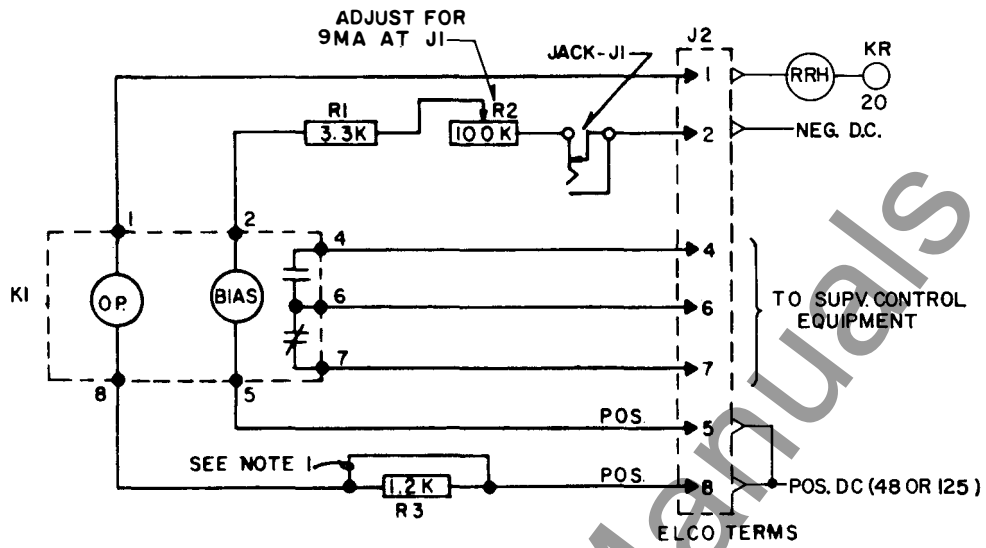 ADJUST FOR
9MA AT J1
JACK-J1
J2
1
RRH
KR
20
R1
3.3K
R2
100K
2
NEG. D.C.
1
2
4
4
K1
O.P.
BIAS
6
6
TO SUPV. CONTROL
EQUIPMENT
7
7
8
5
POS.
5
SEE NOTE 1
1.2K
R3
POS.
8
POS. DC (48 OR 125)
ELCO TERMS
Manuals